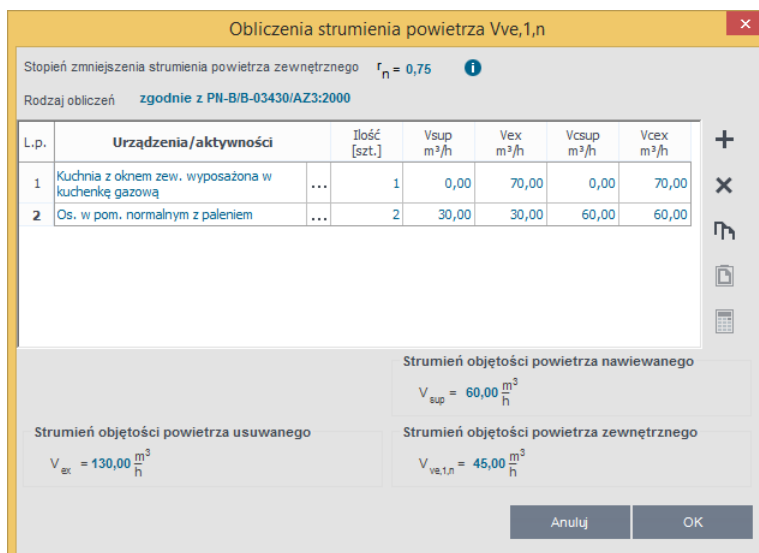 Obliczenia strumienia powietrza Vve,1,n
Stopień zmniejszenia strumienia powietrza zewnętrznego r n = 0,75 i
Rodzaj obliczeń zgodnie z PN-B/B-03430/AZ3:2000
L.p. Urządzenia/aktywności Ilość [szt.] Vsup m³/h Vex m³/h Vcsup m³/h Vcex m³/h
1 Kuchnia z oknem zew. wyposażona w kuchenkę gazową ... 1 0,00 70,00 0,00 70,00
2 Os. w pom. normalnym z paleniem ... 2 30,00 30,00 60,00 60,00
Strumień objętości powietrza nawiewanego
V sup = 60,00 m³/h
Strumień objętości powietrza usuwanego
V ex = 130,00 m³/h
Strumień objętości powietrza zewnętrznego
V ve,1,n = 45,00 m³/h
Anuluj
OK